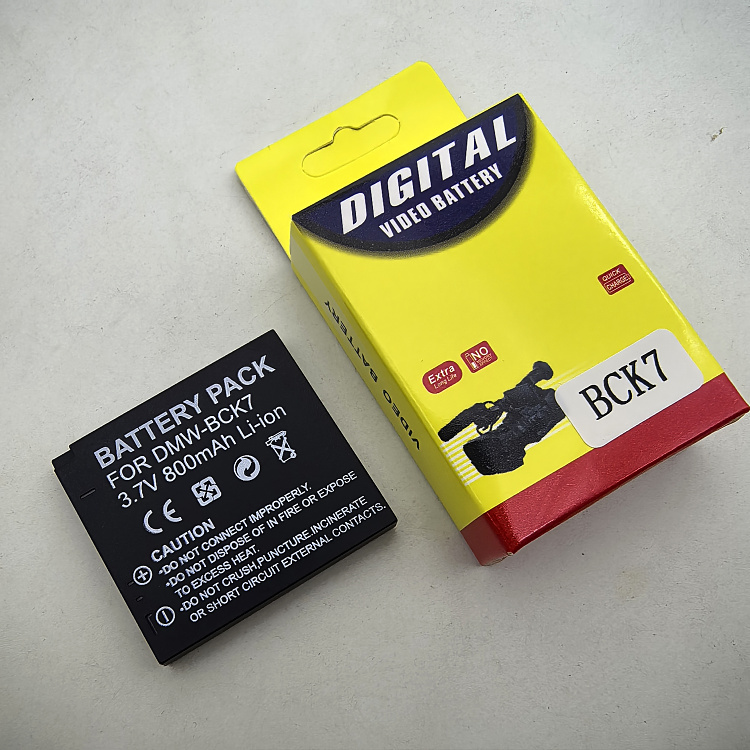 DIGITAL
VIDEO BATTERY
QUICK
CHARGE!
VIDEO BATTERY
Extra
Long Life
NO
BCK7
BATTERY PACK
FOR DMW-BCK7
3.7V 800mAh Li-ion
CE
CAUTION
•DO NOT CONNECT IMPROPERLY.
•DO NOT DISPOSE OF IN FIRE OR EXPOSE
TO EXCESS HEAT.
•DO NOT CRUSH,PUNCTURE,INCINERATE
OR SHORT CIRCUIT EXTERNAL CONTACTS.